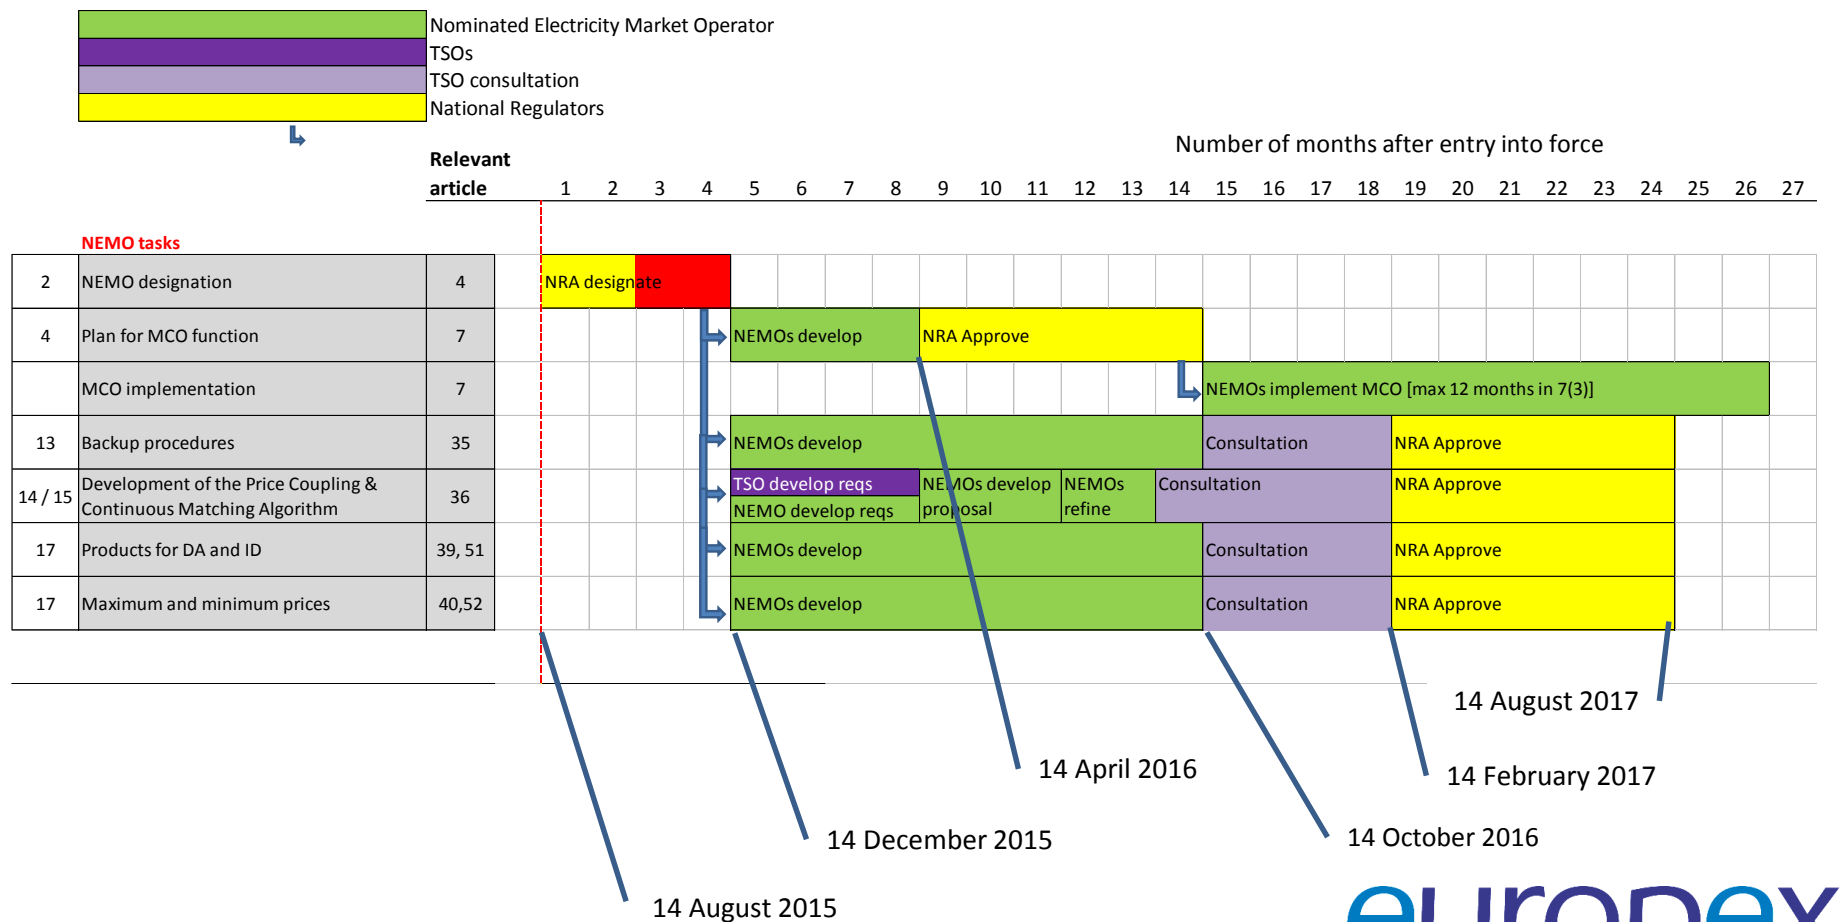 Nominated Electricity Market Operator
TSOs
TSO consultation
National Regulators
Number of months after entry into force
Relevant
article 1 2 3 4 5 6 7 8 9 10 11 12 13 14 15 16 17 18 19 20 21 22 23 24 25 26 27
NEMO tasks
2 NEMO designation 4 NRA designate
4 Plan for MCO function 7 NEMOs develop NRA Approve
MCO implementation 7 NEMOs implement MCO [max 12 months in 7(3)]
13 Backup procedures 35 NEMOs develop Consultation NRA Approve
14 / 15 Development of the Price Coupling &
Continuous Matching Algorithm 36 TSO develop reqs
NEMO develop reqs
NEMOs develop
proposal
NEMOs
refine
Consultation NRA Approve
17 Products for DA and ID 39, 51 NEMOs develop Consultation NRA Approve
17 Maximum and minimum prices 40,52 NEMOs develop Consultation NRA Approve
14 August 2017
14 April 2016
14 February 2017
14 December 2015
14 October 2016
14 August 2015
europex